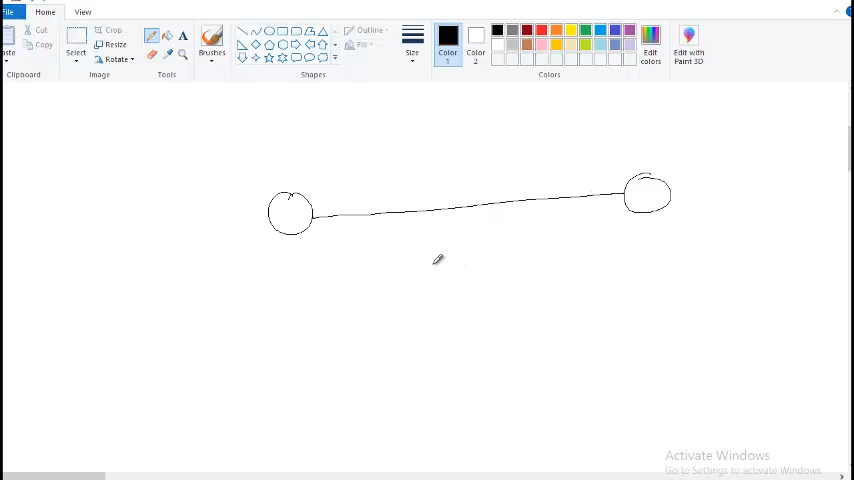 File Home View
Cut
Copy
Clipboard
Select
Crop
Resize
Rotate
Image
Tools
A
Brushes
Shapes
Outline
Fill
Size
Color
1
Color
2
Edit
colors
Colors
Edit with
Paint 3D
Activate Windows
Go to Settings to activate Windows.